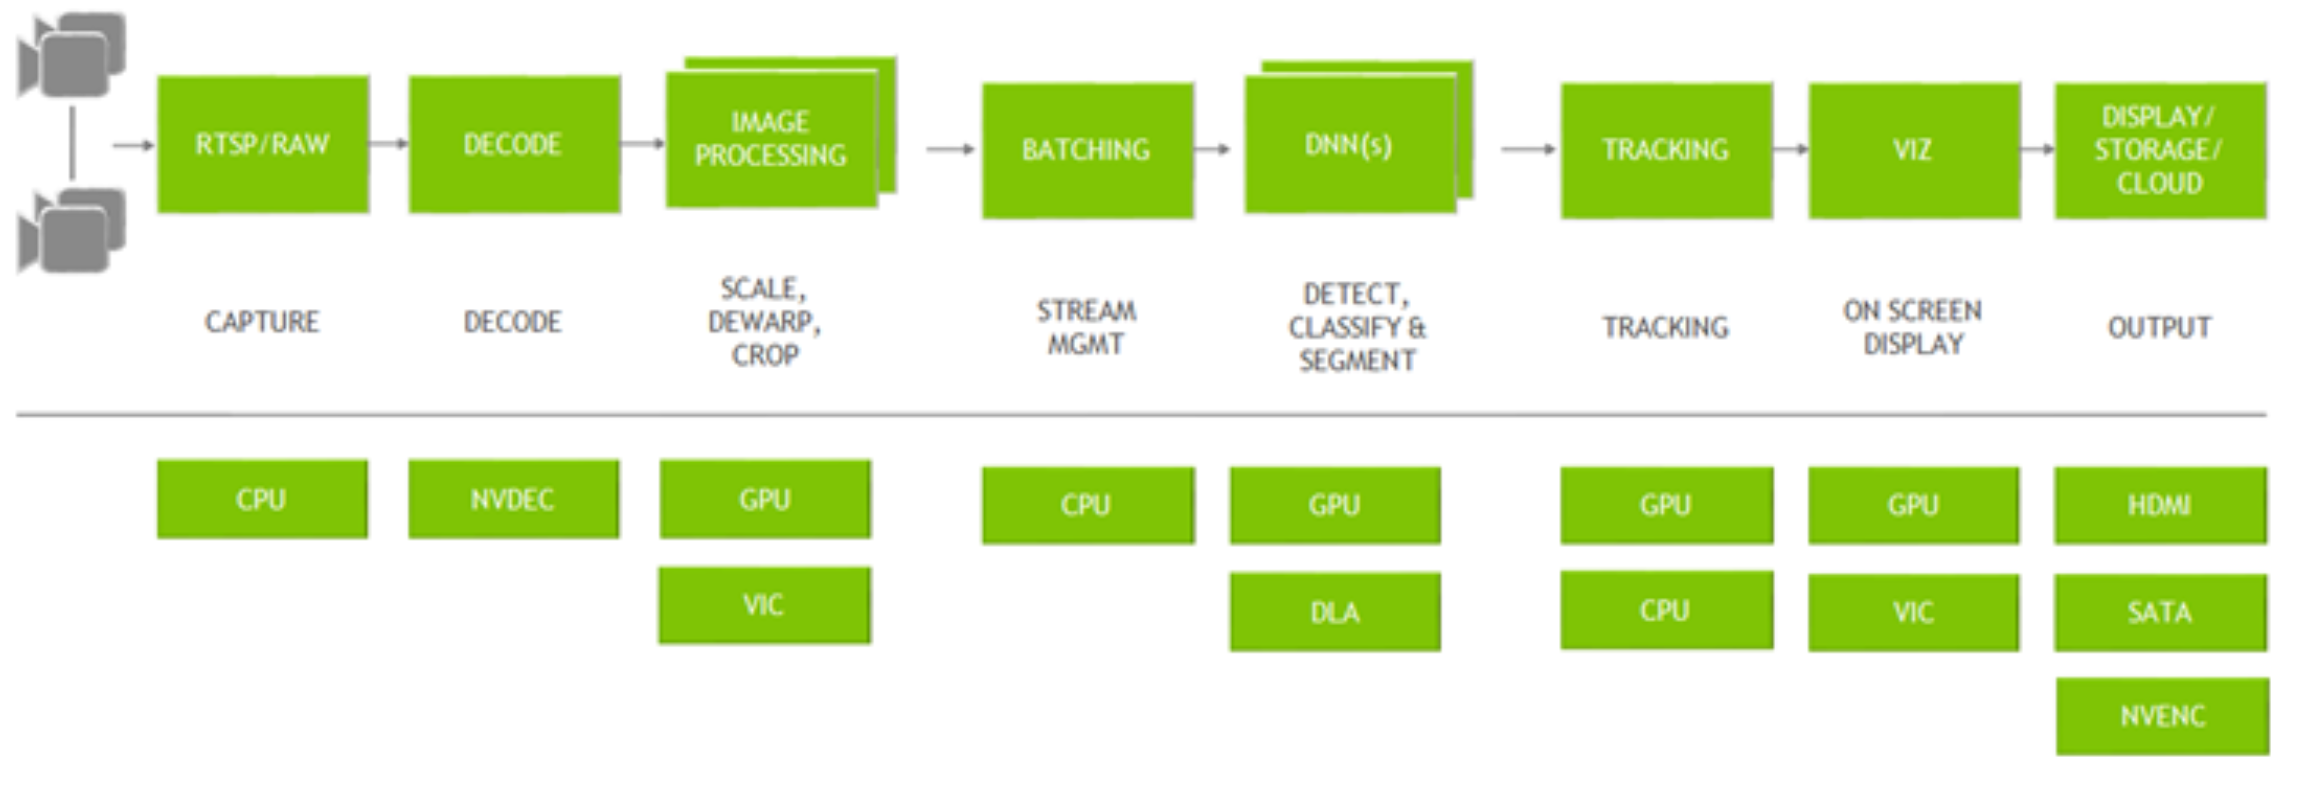 RTSP/RAW
DECODE
IMAGE
PROCESSING
BATCHING
DNN(s)
TRACKING
VIZ
DISPLAY/
STORAGE/
CLOUD
CAPTURE
DECODE
SCALE,
DEWARP,
CROP
STREAM
MGMT
DETECT,
CLASSIFY &
SEGMENT
TRACKING
ON SCREEN
DISPLAY
OUTPUT
CPU
NVDEC
GPU
CPU
GPU
GPU
GPU
HDMI
VIC
DLA
CPU
VIC
SATA
NVENC